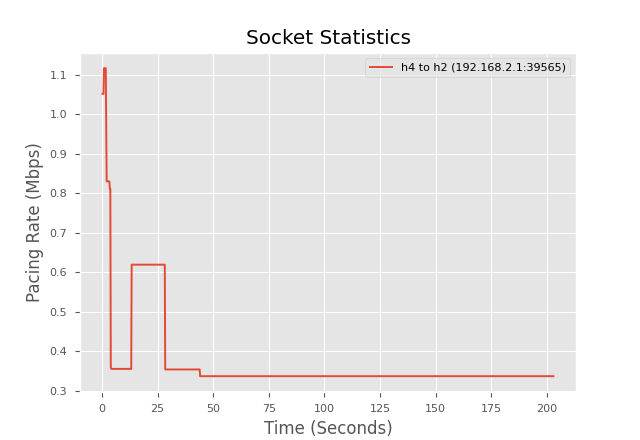 Socket Statistics
h4 to h2 (192.168.2.1:39565)
Pacing Rate (Mbps)
1.1
1.0
0.9
0.8
0.7
0.6
0.5
0.4
0.3
0 25 50 75 100 125 150 175 200
Time (Seconds)